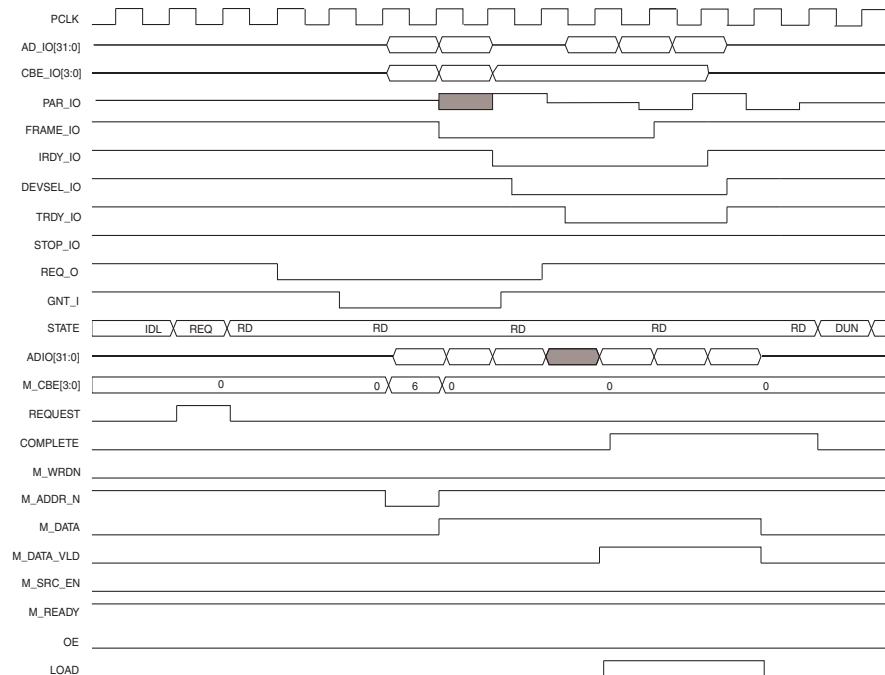 PCLK
AD_IO[31:0]
CBE_IO[3:0]
PAR_IO
FRAME_IO
IRDY_IO
DEVSEL_IO
TRDY_IO
STOP_IO
REQ_O
GNT_I
STATE IDL REQ RD RD RD RD RD DUN
ADIO[31:0]
M_CBE[3:0] 0 0 6 0 0 0
REQUEST
COMPLETE
M_WRDN
M_ADDR_N
M_DATA
M_DATA_VLD
M_SRC_EN
M_READY
OE
LOAD